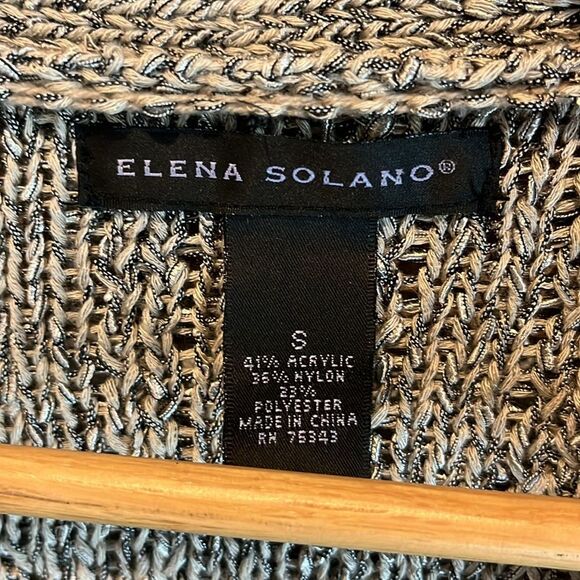 ELENA SOLANO®
S
41% ACRYLIC
36% NYLON
23%
POLYESTER
MADE IN CHINA
RN 75343